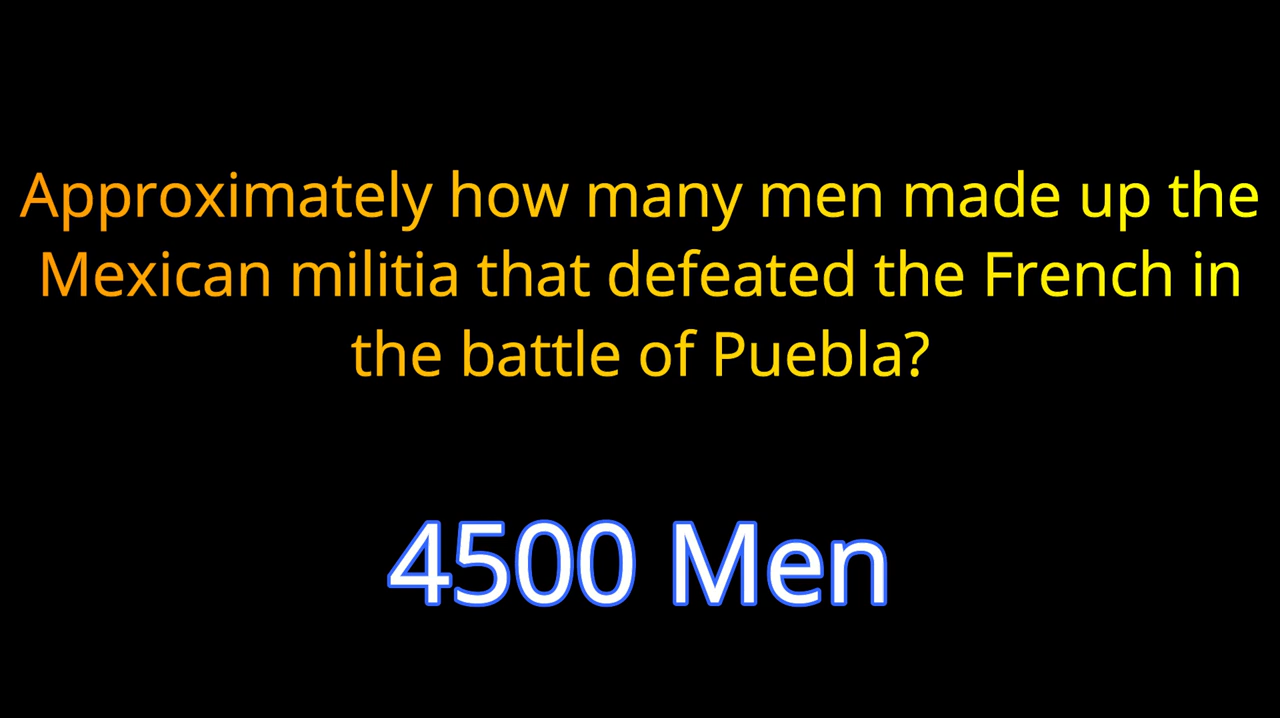 Approximately how many men made up the
Mexican militia that defeated the French in
the battle of Puebla?
4500 Men